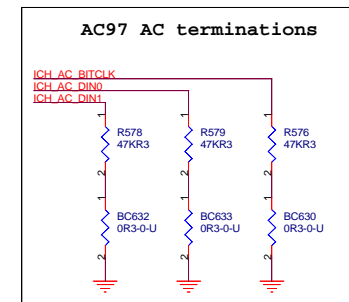 AC97 AC terminations
ICH_AC_BITCLK
ICH_AC_DIN0
ICH_AC_DIN1
1 1 1
R578 R579 R576
47KR3 47KR3 47KR3
2 2 2
1 1 1
BC632 BC633 BC630
0R3-0-U 0R3-0-U 0R3-0-U
2 2 2